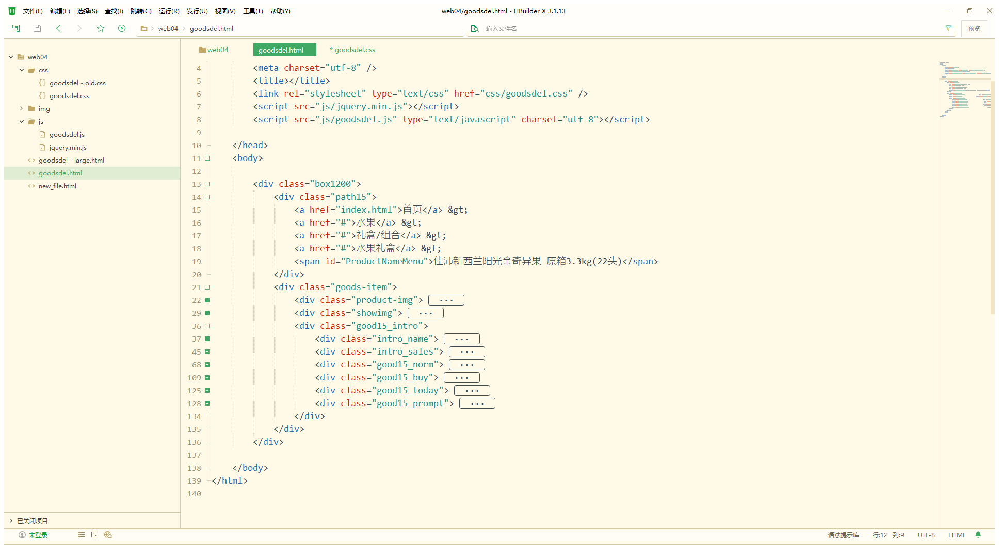 文件(F) 编辑(E) 选择(S) 查找(I) 跳转(G) 运行(R) 发行(U) 视图(V) 工具(T) 帮助(Y) web04/goodsdel.html - HBuilder X 3.1.13
web04 goodsdel.html 输入文件名 预览
web04 goodsdel.html * goodsdel.css
web04
css
goodsdel - old.css
goodsdel.css
img
js
goodsdel.js
jquery.min.js
goodsdel - large.html
goodsdel.html
new_file.html
4 <meta charset="utf-8" />
5 <title></title>
6 <link rel="stylesheet" type="text/css" href="css/goodsdel.css" />
7 <script src="js/jquery.min.js"></script>
8 <script src="js/goodsdel.js" type="text/javascript" charset="utf-8"></script>
9
10 </head>
11 <body>
12
13 <div class="box1200">
14 <div class="path15">
15 <a href="index.html">首页</a> &gt;
16 <a href="#">水果</a> &gt;
17 <a href="#">礼盒/组合</a> &gt;
18 <a href="#">水果礼盒</a> &gt;
19 <span id="ProductNameMenu">佳沛新西兰阳光金奇异果 原箱3.3kg(22头)</span>
20 </div>
21 <div class="goods-item">
22 <div class="product-img"> ...
29 <div class="showimg"> ...
36 <div class="good15_intro">
37 <div class="intro_name"> ...
45 <div class="intro_sales"> ...
68 <div class="good15_norm"> ...
109 <div class="good15_buy"> ...
125 <div class="good15_today"> ...
128 <div class="good15_prompt"> ...
134 </div>
135 </div>
136 </div>
137
138 </body>
139 </html>
140
已关闭项目
未登录 语法提示库 行:12 列:9 UTF-8 HTML